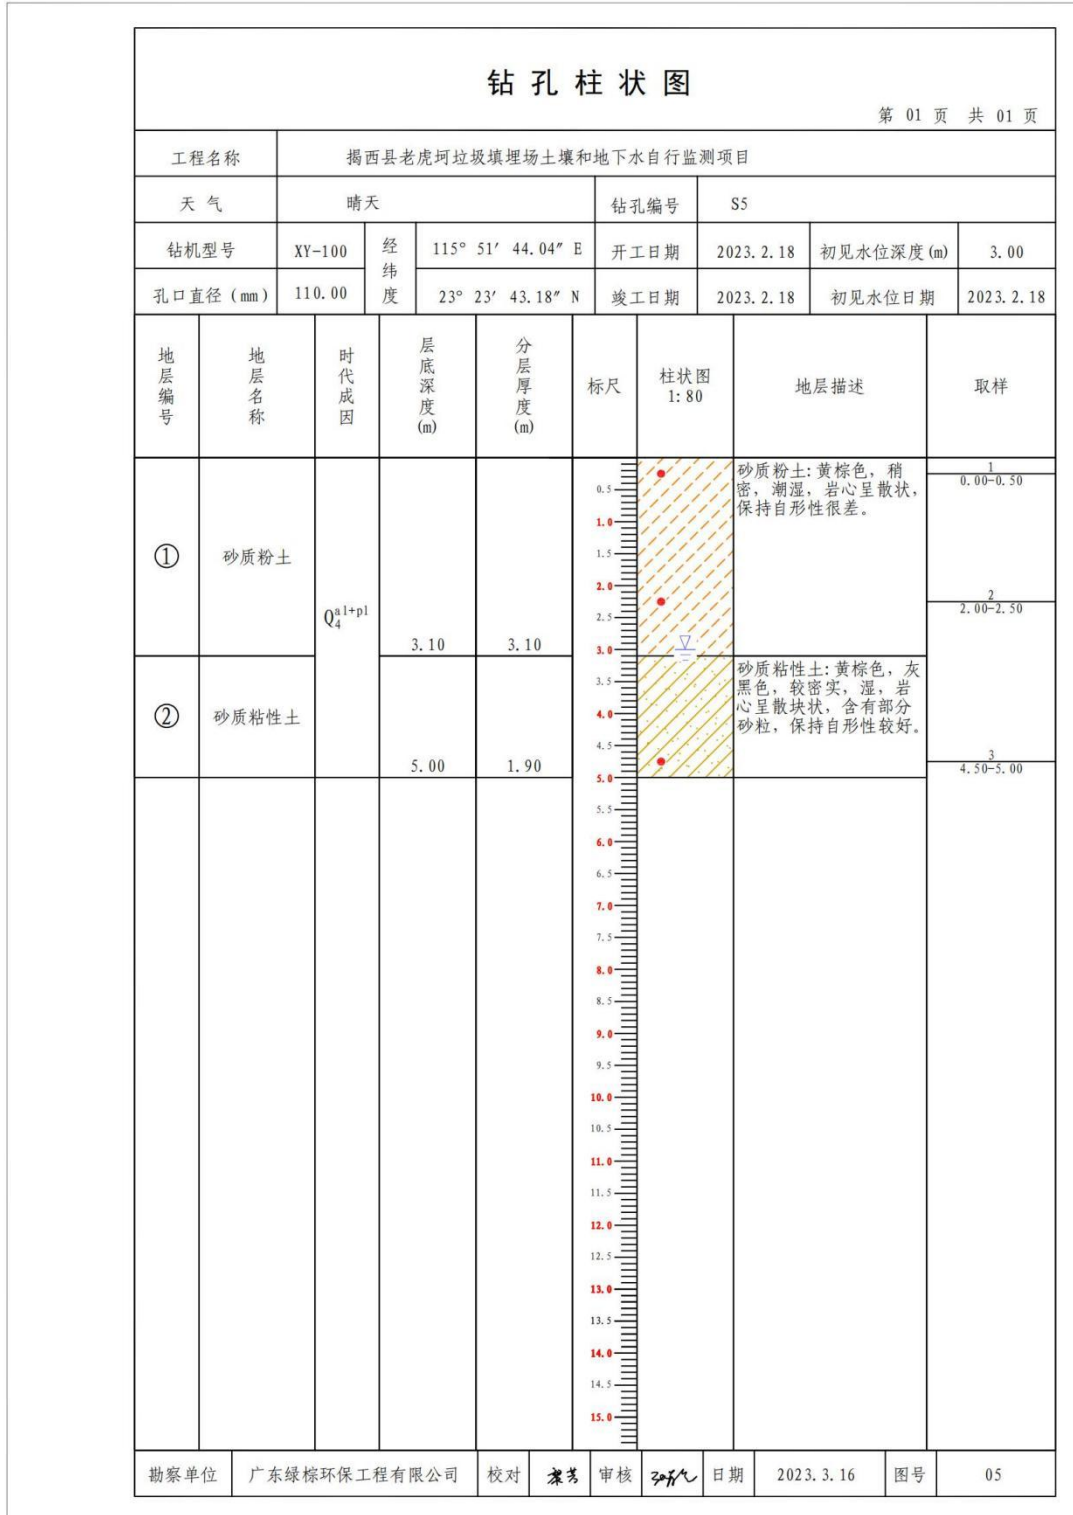 钻孔柱状图
第 01 页 共 01 页
工程名称 揭西县老虎坷垃圾填埋场土壤和地下水自行监测项目
天 气 晴天 钻孔编号 S5
钻机型号 XY-100 经纬度 115° 51′ 44.04″ E 开工日期 2023.2.18 初见水位深度(m) 3.00
孔口直径(mm) 110.00 23° 23′ 43.18″ N 竣工日期 2023.2.18 初见水位日期 2023.2.18
地层编号 地层名称 时代成因 层底深度(m) 分层厚度(m) 标尺 柱状图 1:80 地层描述 取样
① 砂质粉土 Q4al+pl 3.10 3.10
砂质粉土:黄棕色，稍
密，潮湿，岩心呈散状，
保持自形性很差。
1
0.00-0.50
2
2.00-2.50
② 砂质粘性土 5.00 1.90
砂质粘性土:黄棕色，灰
黑色，较密实，湿，岩
心呈散块状，含有部分
砂粒，保持自形性较好。
3
4.50-5.00
0.5
1.0
1.5
2.0
2.5
3.0
3.5
4.0
4.5
5.0
5.5
6.0
6.5
7.0
7.5
8.0
8.5
9.0
9.5
10.0
10.5
11.0
11.5
12.0
12.5
13.0
13.5
14.0
14.5
15.0
勘察单位 广东绿棕环保工程有限公司 校对 审核 日期 2023.3.16 图号 05